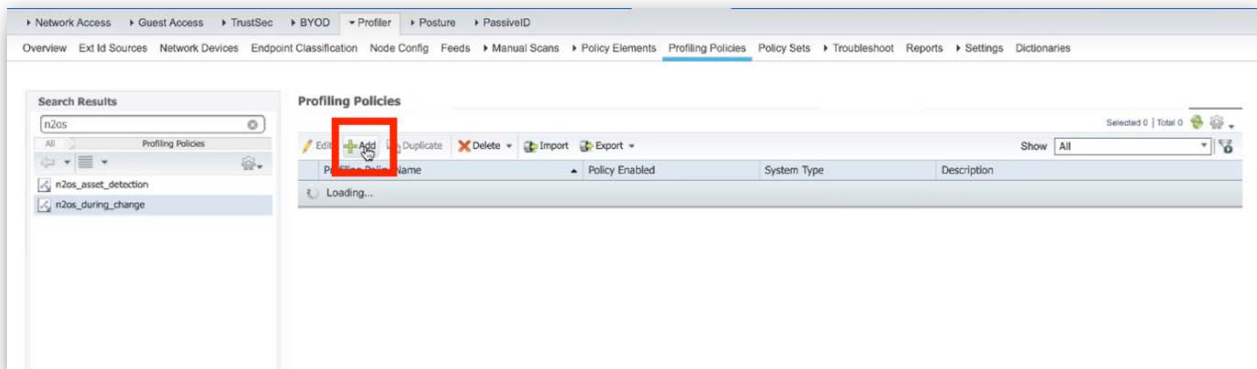 Network Access Guest Access TrustSec BYOD Profiler Posture PassiveID
Overview Ext Id Sources Network Devices Endpoint Classification Node Config Feeds Manual Scans Policy Elements Profiling Policies Policy Sets Troubleshoot Reports Settings Dictionaries
Search Results
n2os
All Profiling Policies
n2os_asset_detection
n2os_during_change
Profiling Policies
Selected 0 | Total 0
Edit Add Duplicate Delete Import Export Show All
Profiling Policy Name Policy Enabled System Type Description
Loading...